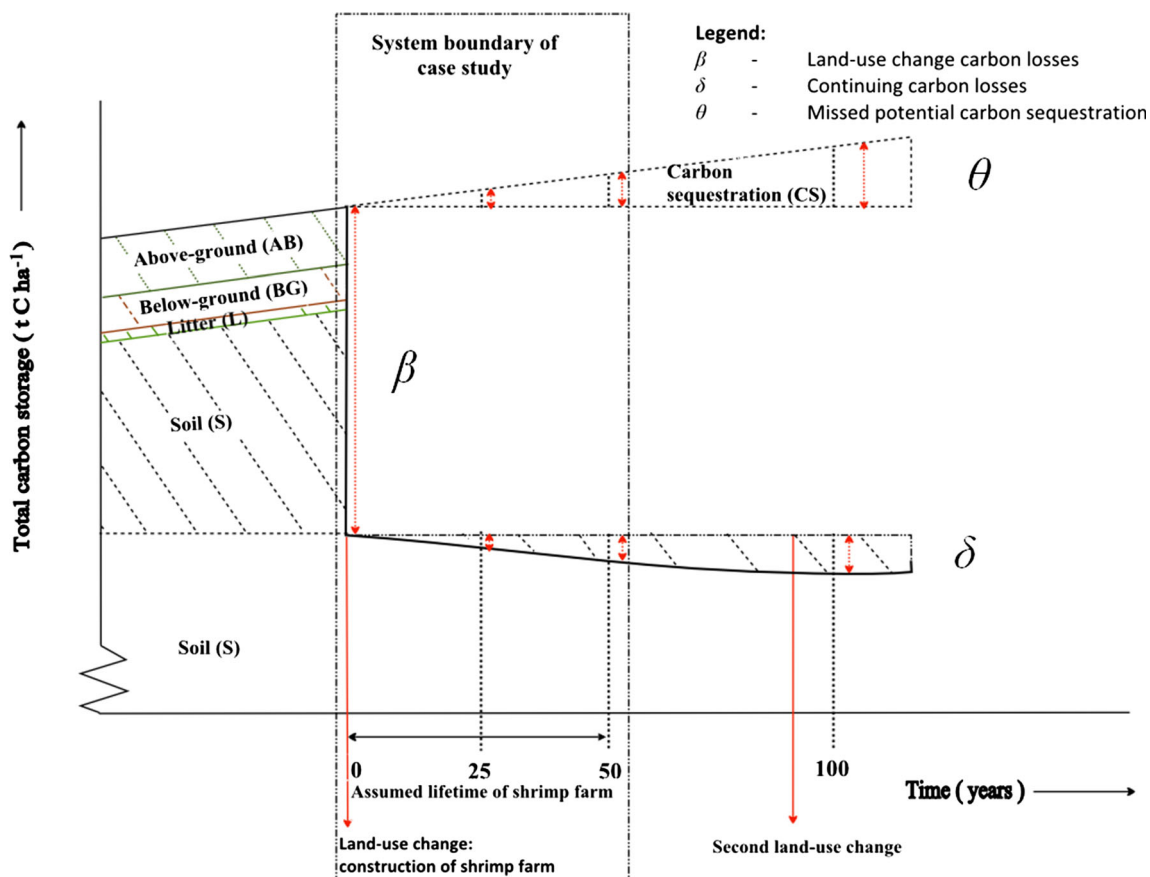 System boundary of
case study
Legend:
β - Land-use change carbon losses
δ - Continuing carbon losses
θ - Missed potential carbon sequestration
Total carbon storage ( t C ha-1)
Carbon
sequestration (CS)
θ
Above-ground (AB)
Below-ground (BG)
Litter (L)
β
Soil (S)
δ
Soil (S)
0 25 50 100
Assumed lifetime of shrimp farm
Time ( years )
Land-use change:
construction of shrimp farm
Second land-use change